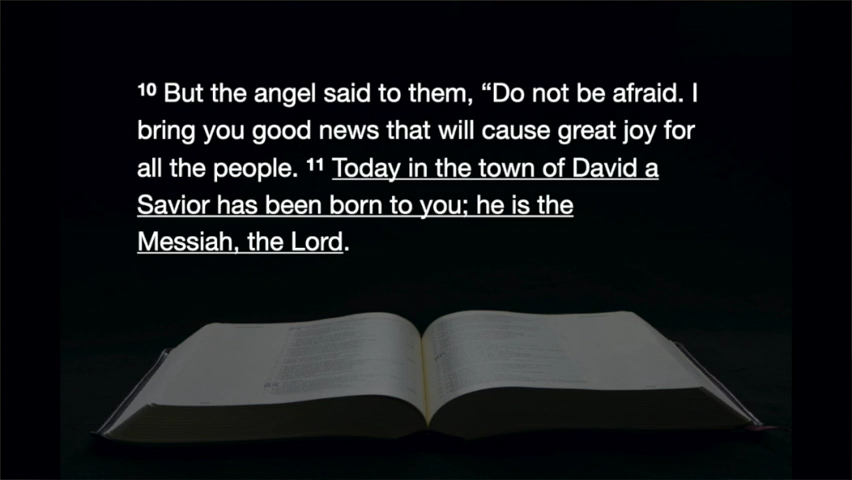 10 But the angel said to them, “Do not be afraid. I
bring you good news that will cause great joy for
all the people. 11 Today in the town of David a
Savior has been born to you; he is the
Messiah, the Lord.